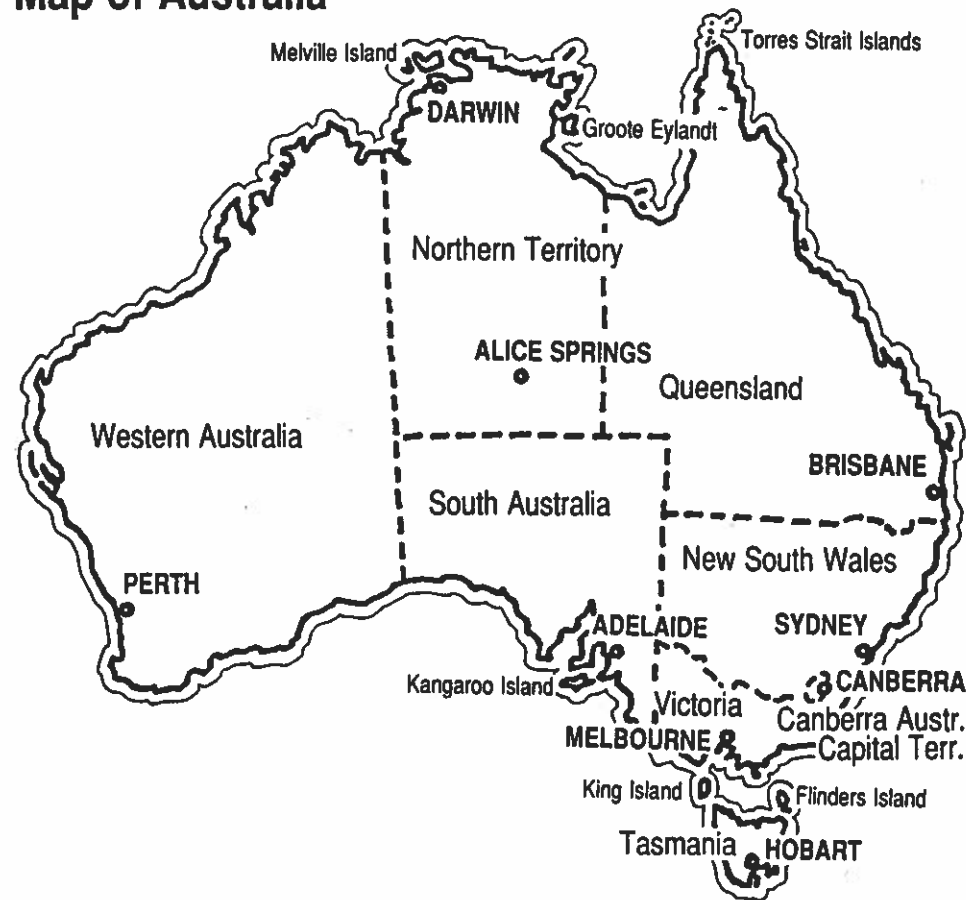 Map of Australia
Torres Strait Islands
Melville Island
DARWIN
Groote Eylandt
Northern Territory
ALICE SPRINGS
Queensland
Western Australia
BRISBANE
South Australia
New South Wales
PERTH
ADELAIDE
SYDNEY
Kangaroo Island
CANBERRA
Victoria
Canberra Austr.
Capital Terr.
MELBOURNE
King Island
Flinders Island
Tasmania
HOBART